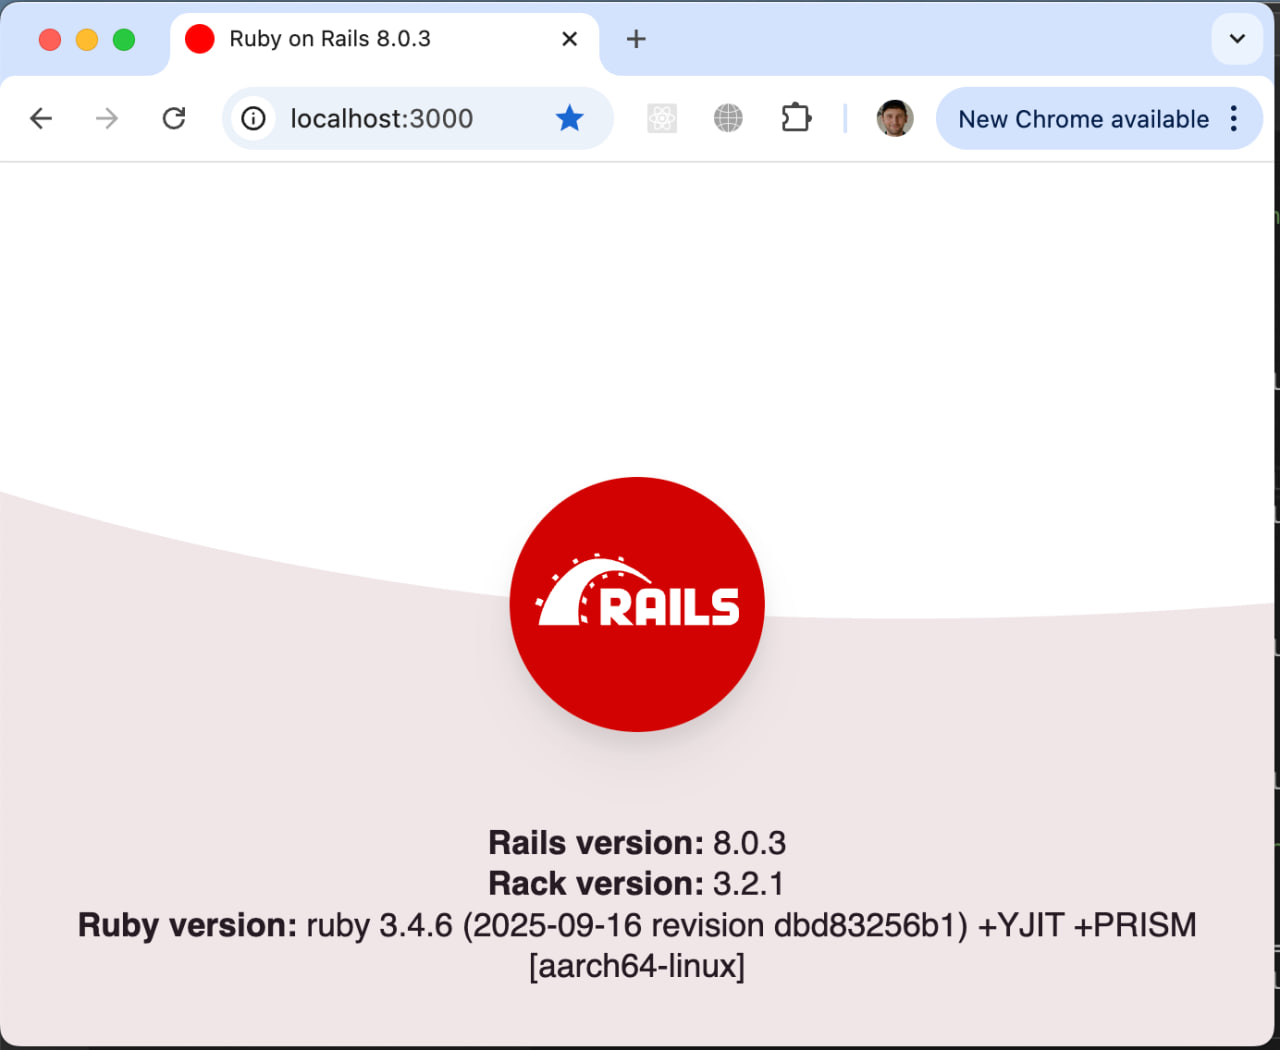 Ruby on Rails 8.0.3
localhost:3000
New Chrome available
RAILS
Rails version: 8.0.3
Rack version: 3.2.1
Ruby version: ruby 3.4.6 (2025-09-16 revision dbd83256b1) +YJIT +PRISM
[aarch64-linux]